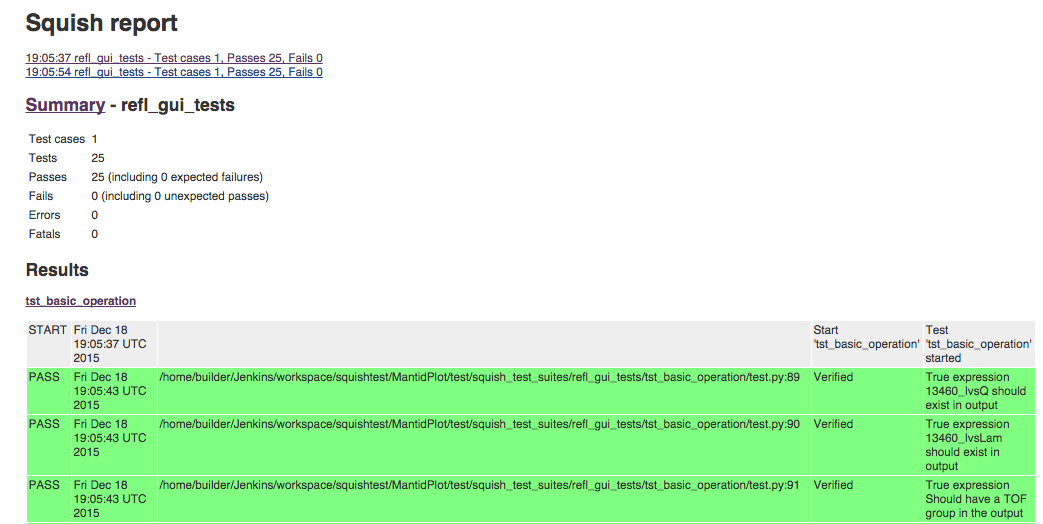 Squish report
19:05:37 refl_gui_tests - Test cases 1, Passes 25, Fails 0
19:05:54 refl_gui_tests - Test cases 1, Passes 25, Fails 0
Summary - refl_gui_tests
Test cases 1
Tests 25
Passes 25 (including 0 expected failures)
Fails 0 (including 0 unexpected passes)
Errors 0
Fatals 0
Results
tst_basic_operation
START Fri Dec 18 Start Test
19:05:37 UTC 'tst_basic_operation' 'tst_basic_operation'
2015 started
PASS Fri Dec 18 /home/builder/Jenkins/workspace/squishtest/MantidPlot/test/squish_test_suites/refl_gui_tests/tst_basic_operation/test.py:89 Verified True expression
19:05:43 UTC 13460_IvsQ should
2015 exist in output
PASS Fri Dec 18 /home/builder/Jenkins/workspace/squishtest/MantidPlot/test/squish_test_suites/refl_gui_tests/tst_basic_operation/test.py:90 Verified True expression
19:05:43 UTC 13460_IvsLam
2015 should exist in
output
PASS Fri Dec 18 /home/builder/Jenkins/workspace/squishtest/MantidPlot/test/squish_test_suites/refl_gui_tests/tst_basic_operation/test.py:91 Verified True expression
19:05:43 UTC Should have a TOF
2015 group in the output